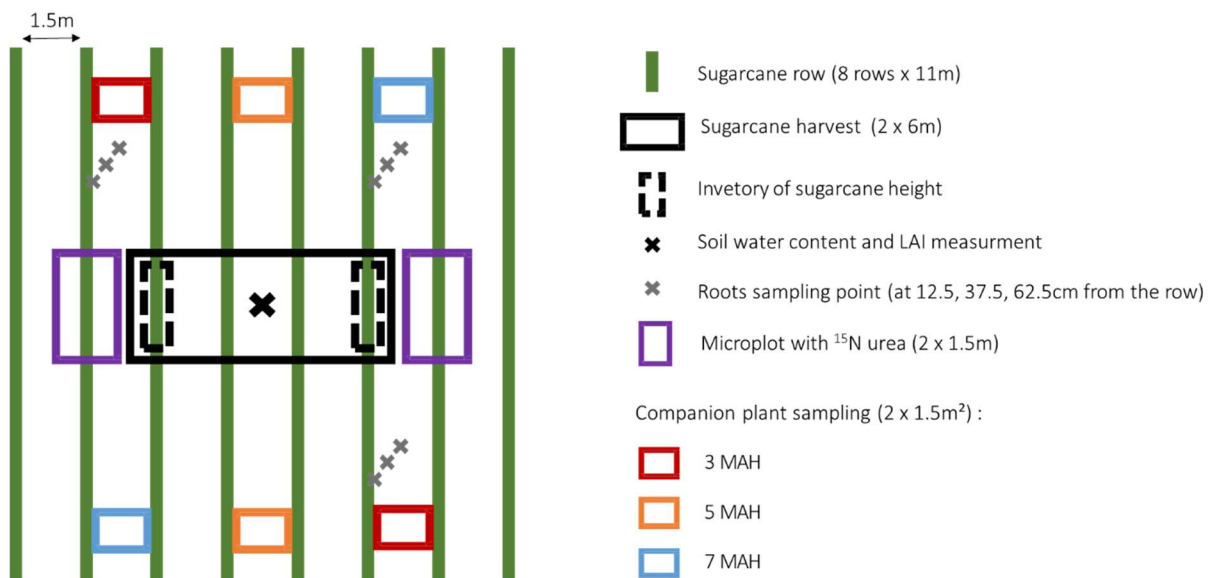 1.5m
Sugarcane row (8 rows x 11m)
Sugarcane harvest (2 x 6m)
Invetory of sugarcane height
Soil water content and LAI measurment
Roots sampling point (at 12.5, 37.5, 62.5cm from the row)
Microplot with ¹⁵N urea (2 x 1.5m)
Companion plant sampling (2 x 1.5m²) :
3 MAH
5 MAH
7 MAH